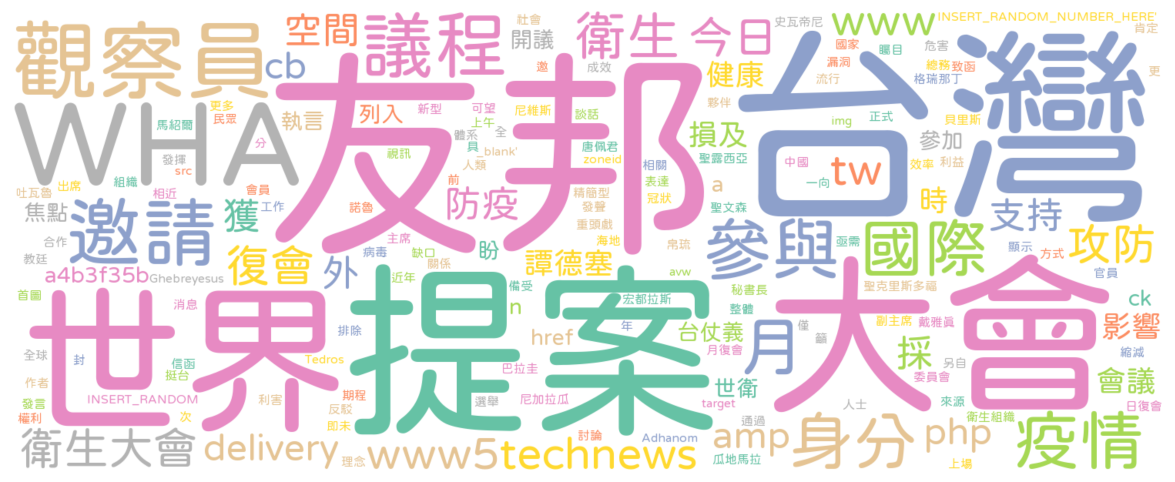 社會
史瓦帝尼
INSERT_RANDOM_NUMBER_HERE'
觀察員
空間
議程
開議
衛生
今日
www
國家
矚目
危害
肯定
cb
邀
成效
健康
漏洞
總務
致函
更
台灣
流行
格瑞那丁
WHA
更多
民眾
執言
列入
新型
可望
上午
尼維斯
談話
夥伴
貝里斯
馬紹爾
分
友邦
體系
全
員
_blank'
唐佩君
損及
img
正式
參加
發揮
src
視訊
人類
zoneid
聖露西亞
中國
效率
利益
相關
一向
tw
吐瓦魯
出席
組織
相近
會員
工作
諾魯
前
防疫
精簡型
發聲
表達
冠狀
a
時
焦點
邀請
獲
重頭戲
聖文森
支持
合作
主席
海地
參與
國際
攻防
教廷
復會
外
病毒
缺口
盼
譚德塞
帛琉
亟需
顯示
方式
a4b3f35b
Ghebreyesus
近年
關係
avw
官員
首圖
消息
備受
秘書長
聖克里斯多福
世界
提案
大會
n
宏都拉斯
整體
ck
排除
href
年
台仗義
月
僅
副主席
戴雅眞
影響
全球
封
信函
Tedros
月復會
籲
採
縮減
挺台
巴拉圭
另自
作者
利害
期程
世衛
委員會
會議
INSERT_RANDOM
選舉
尼加拉瓜
發言
反駁
target
人士
來源
日復會
權利
次
即未
通過
衛生組織
衛生大會
delivery
理念
www5
technews
討論
Adhanom
amp
瓜地馬拉
身分
php
上場
疫情